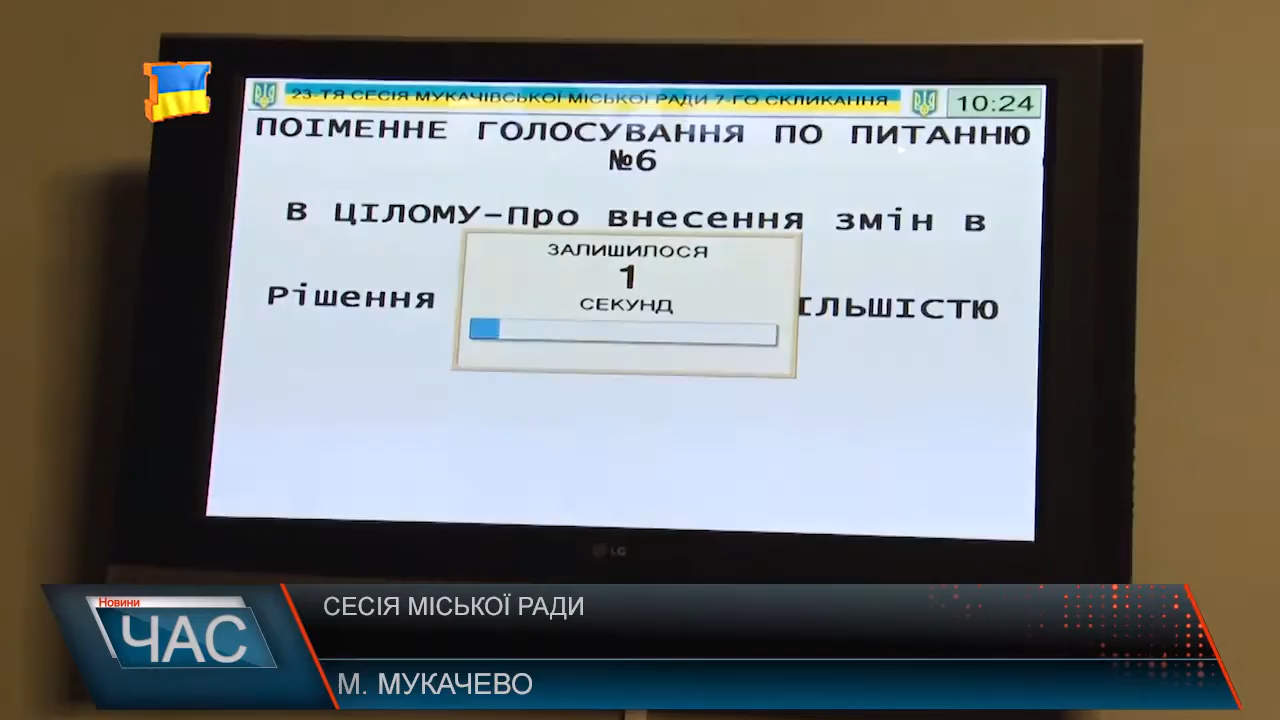 23-ТЯ СЕСІЯ МУКАЧІВСЬКОЇ МІСЬКОЇ РАДИ 7-ГО СКЛИКАННЯ
10:24
ПОІМЕННЕ ГОЛОСУВАННЯ ПО ПИТАННЮ
№6
В ЦІЛОМУ-Про внесення змін в
ЗАЛИШИЛОСЯ
1
СЕКУНД
Рішення ІЛЬШІСТЮ
LG
Новини
ЧАС
СЕСІЯ МІСЬКОЇ РАДИ
М. МУКАЧЕВО